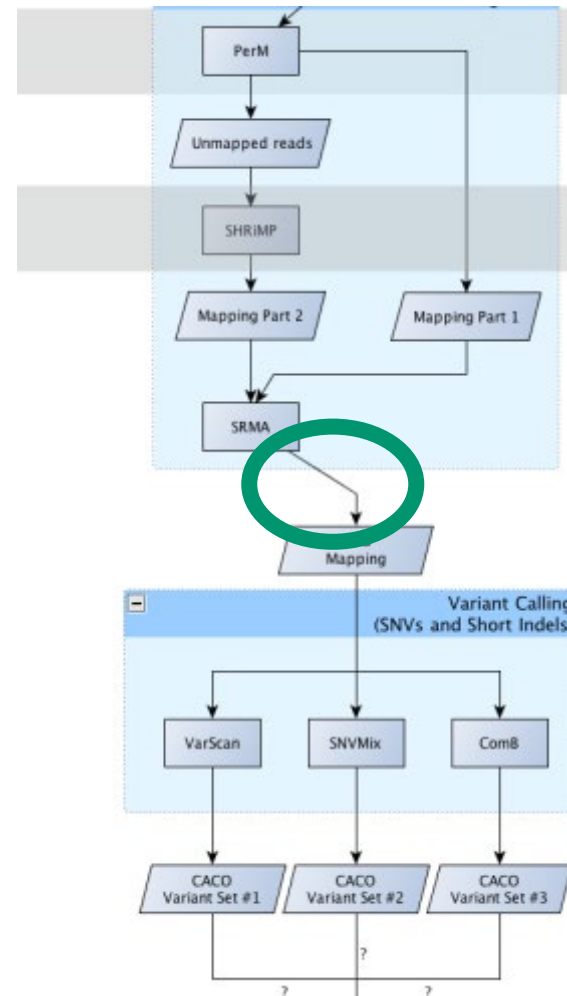 PerM
Unmapped reads
SHRiMP
Mapping Part 2
Mapping Part 1
SRMA
Mapping
Variant Calling
(SNVs and Short Indels
VarScan
SNVMix
ComB
CACO
Variant Set #1
CACO
Variant Set #2
CACO
Variant Set #3
?
?
?